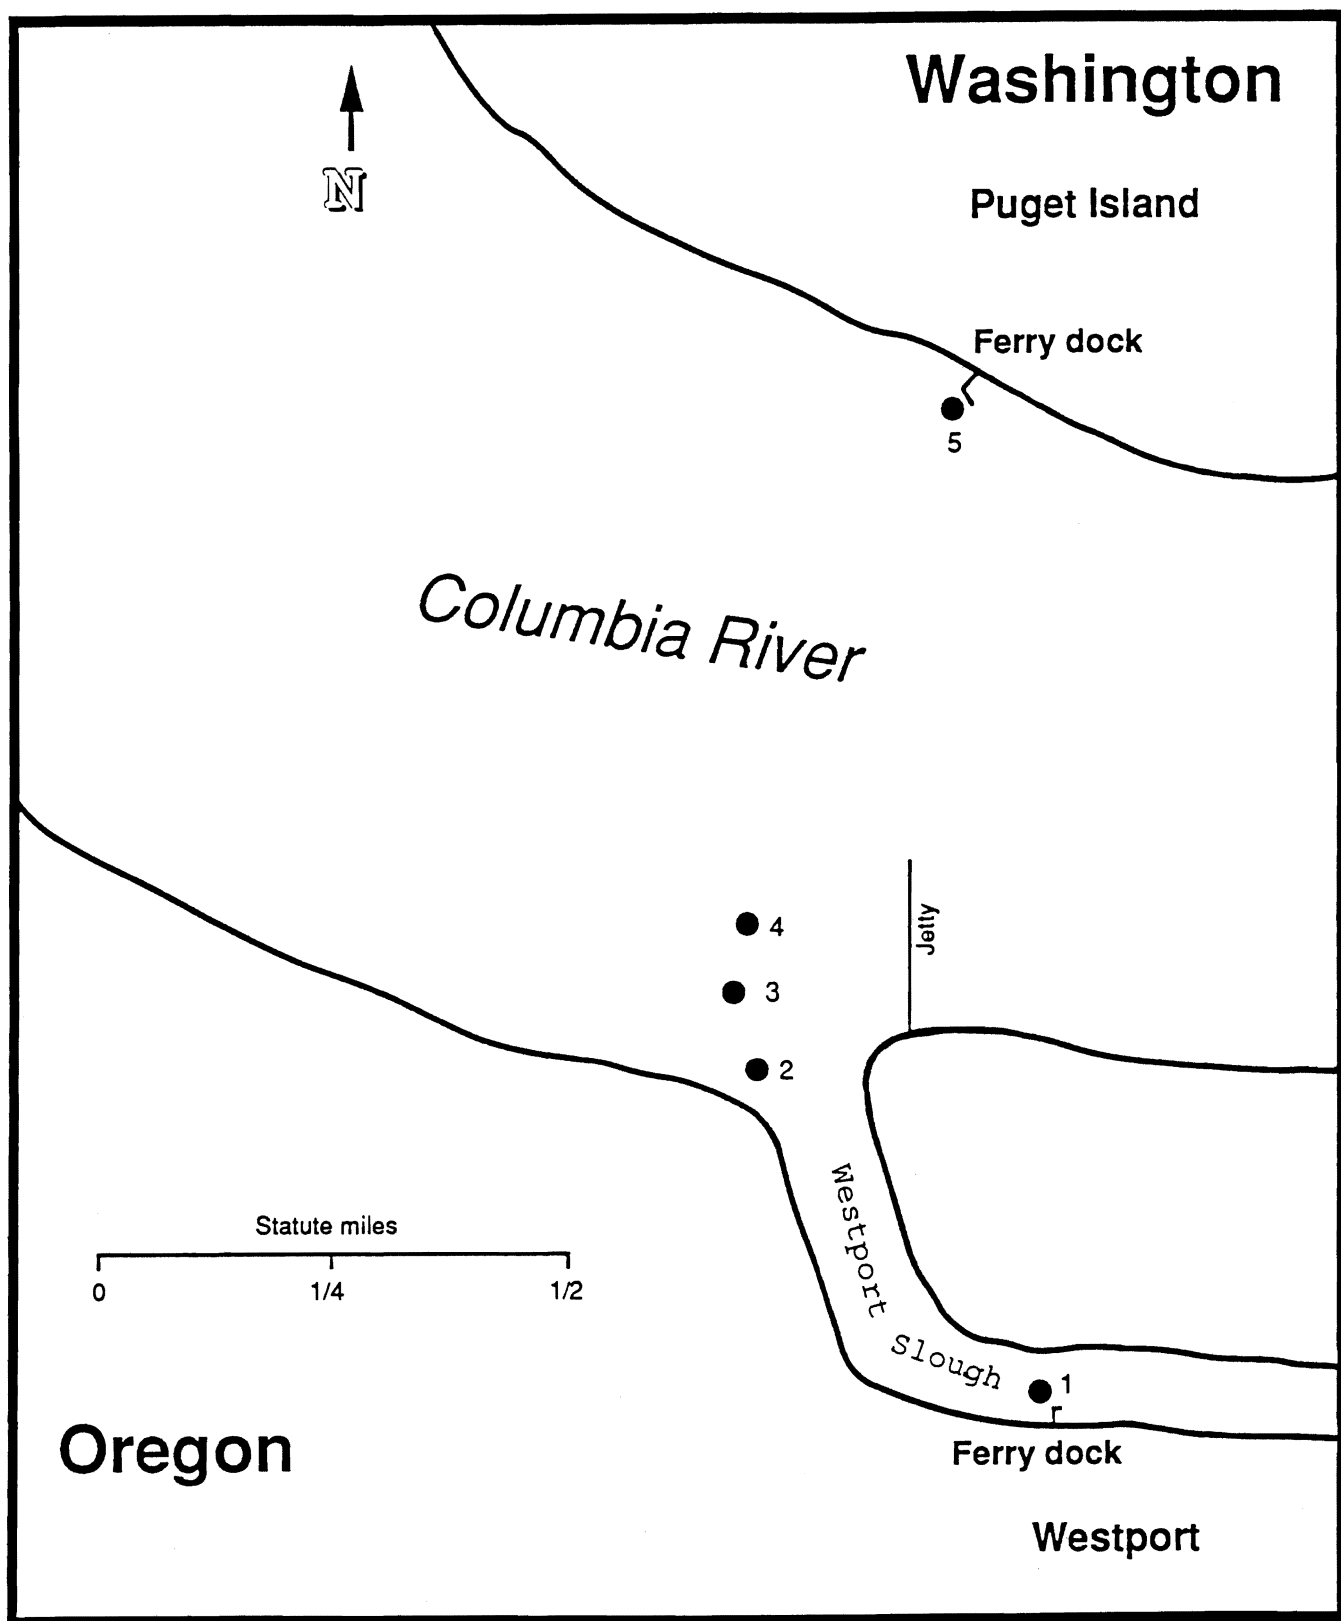 Washington
N
Puget Island
Ferry dock
5
Columbia River
4
Jetty
3
2
Westport Slough
Statute miles
0 1/4 1/2
1
Ferry dock
Oregon
Westport